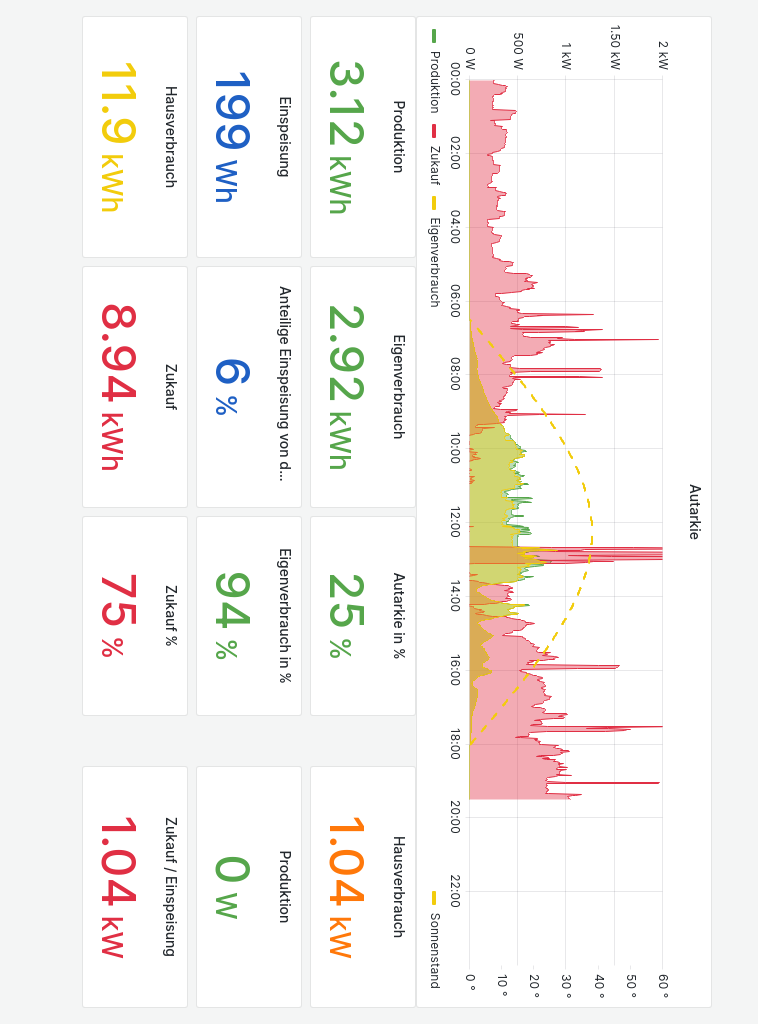 Autarkie
2 kW
1.50 kW
1 kW
500 W
0 W
60 °
50 °
40 °
30 °
20 °
10 °
0 °
00:00 02:00 04:00 06:00 08:00 10:00 12:00 14:00 16:00 18:00 20:00 22:00
Produktion Zukauf Eigenverbrauch Sonnenstand
Produktion
3.12 kWh
Eigenverbrauch
2.92 kWh
Autarkie in %
25 %
Hausverbrauch
1.04 kW
Einspeisung
199 Wh
Anteilige Einspeisung von d...
6 %
Eigenverbrauch in %
94 %
Produktion
0 W
Hausverbrauch
11.9 kWh
Zukauf
8.94 kWh
Zukauf %
75 %
Zukauf / Einspeisung
1.04 kW